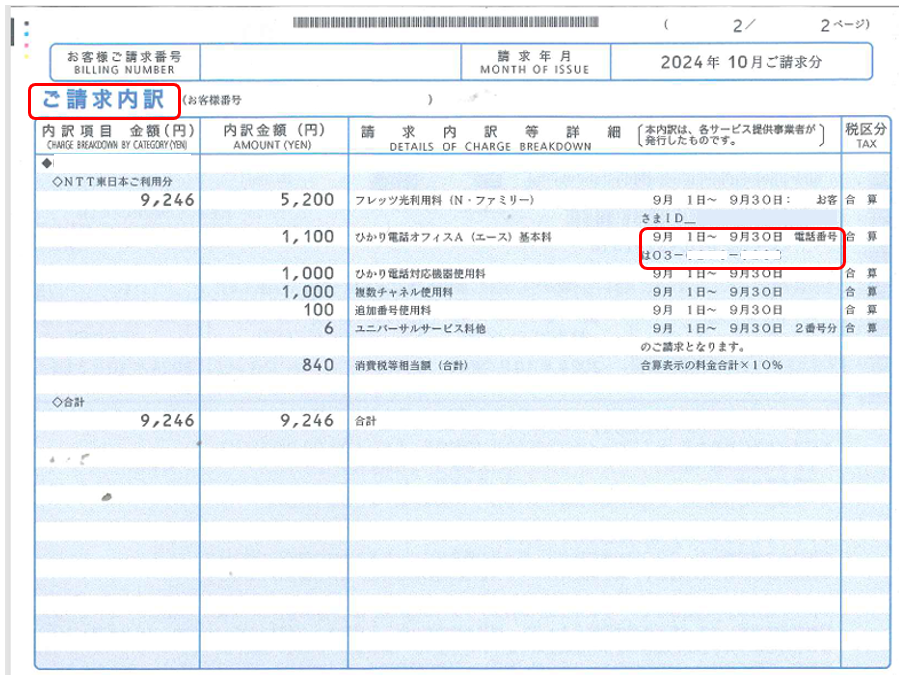 ( 2/ 2ページ)
お客様ご請求番号 請求年月 2024年 10月ご請求分
BILLING NUMBER MONTH OF ISSUE
ご請求内訳 (お客様番号 )
内訳項目 金額(円) 内訳金額(円) 請求内訳等詳細 (本内訳は、各サービス提供事業者が発行したものです。) 税区分
CHARGE BREAKDOWN BY CATEGORY(YEN) AMOUNT (YEN) DETAILS OF CHARGE BREAKDOWN TAX
◆
◇NTT東日本ご利用分
9,246 5,200 フレッツ光利用料(N・ファミリー) 9月 1日~ 9月30日: お客 合 算
さまID_
1,100 ひかり電話オフィスA(エース)基本料 9月 1日~ 9月30日 電話番号 合 算
は03- -
1,000 ひかり電話対応機器使用料 9月 1日~ 9月30日 合 算
1,000 複数チャネル使用料 9月 1日~ 9月30日 合 算
100 追加番号使用料 9月 1日~ 9月30日 合 算
6 ユニバーサルサービス料他 9月 1日~ 9月30日 2番号分 合 算
のご請求となります。
840 消費税等相当額(合計) 合算表示の料金合計×10%
◇合計
9,246 9,246 合計